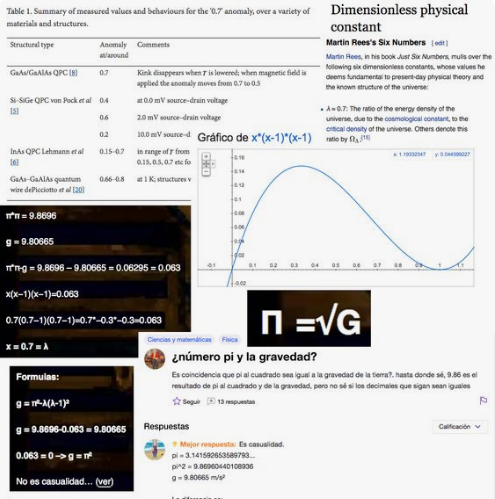 Table 1. Summary of measured values and behaviours for the '0.7' anomaly, over a variety of
materials and structures.
Structural type Anomaly at/around Comments
GaAs/GaAlAs QPC [8] 0.7 Kink disappears when T is lowered; when magnetic field is
applied the anomaly moves from 0.7 to 0.5
Si-SiGe QPC von Pock et al [5] 0.4 at 0.0 mV source–drain voltage
0.6 2.0 mV source–drain voltage
0.2 10.0 mV source–d
InAs QPC Lehmann et al [6] 0.15–0.7 in range of T from
0.15, 0.5, 0.7 etc fo
GaAs–GaAlAs quantum
wire dePicciotto et al [20] 0.66–0.8 at 1 K; structures v
Dimensionless physical
constant
Martin Rees's Six Numbers [ edit ]
Martin Rees, in his book Just Six Numbers, mulls over the
following six dimensionless constants, whose values he
deems fundamental to present-day physical theory and
the known structure of the universe:
• λ≈0.7: The ratio of the energy density of the
universe, due to the cosmological constant, to the
critical density of the universe. Others denote this
ratio by ΩΛ.[15]
Gráfico de x*(x-1)*(x-1)
+
-
x: 1.19332347 y: 0.044599227
0.16
0.14
0.12
0.1
0.08
0.06
0.04
0.02
-0.1 0.1 0.2 0.3 0.4 0.5 0.6 0.7 0.8 0.9 1 1.1
-0.02
π*π = 9.8696
g = 9.80665
π*π-g = 9.8696 – 9.80665 = 0.06295 = 0.063
x(x–1)(x–1)=0.063
0.7(0.7–1)(0.7–1)=0.7*-0.3*-0.3=0.063
x = 0.7 = λ
Π =√G
Formulas:
g = π²-λ(λ-1)²
g = 9.8696-0.063 = 9.80665
0.063 = 0 –> g = π²
No es casualidad... (ver)
Ciencias y matemáticas Física
¿número pi y la gravedad?
Es coincidencia que pi al cuadrado sea igual a la gravedad de la tierra?. hasta donde sé, 9.86 es el
resultado de pi al cuadrado y de la gravedad, pero no sé si los decimales que sigan sean iguales
Seguir 13 respuestas
Respuestas
Calificación
Mejor respuesta: Es casualidad.
pi = 3.141592653589793...
pi^2 = 9.86960440108936
g = 9.80665 m/s²
La diferencia es: